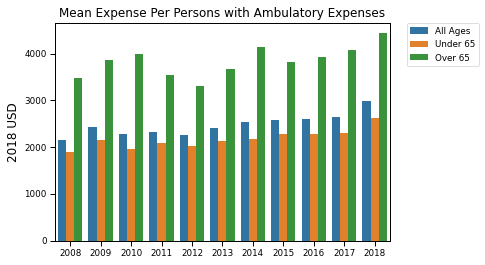 Mean Expense Per Persons with Ambulatory Expenses
All Ages
Under 65
Over 65
2018 USD
4000
3000
2000
1000
0
2008 2009 2010 2011 2012 2013 2014 2015 2016 2017 2018